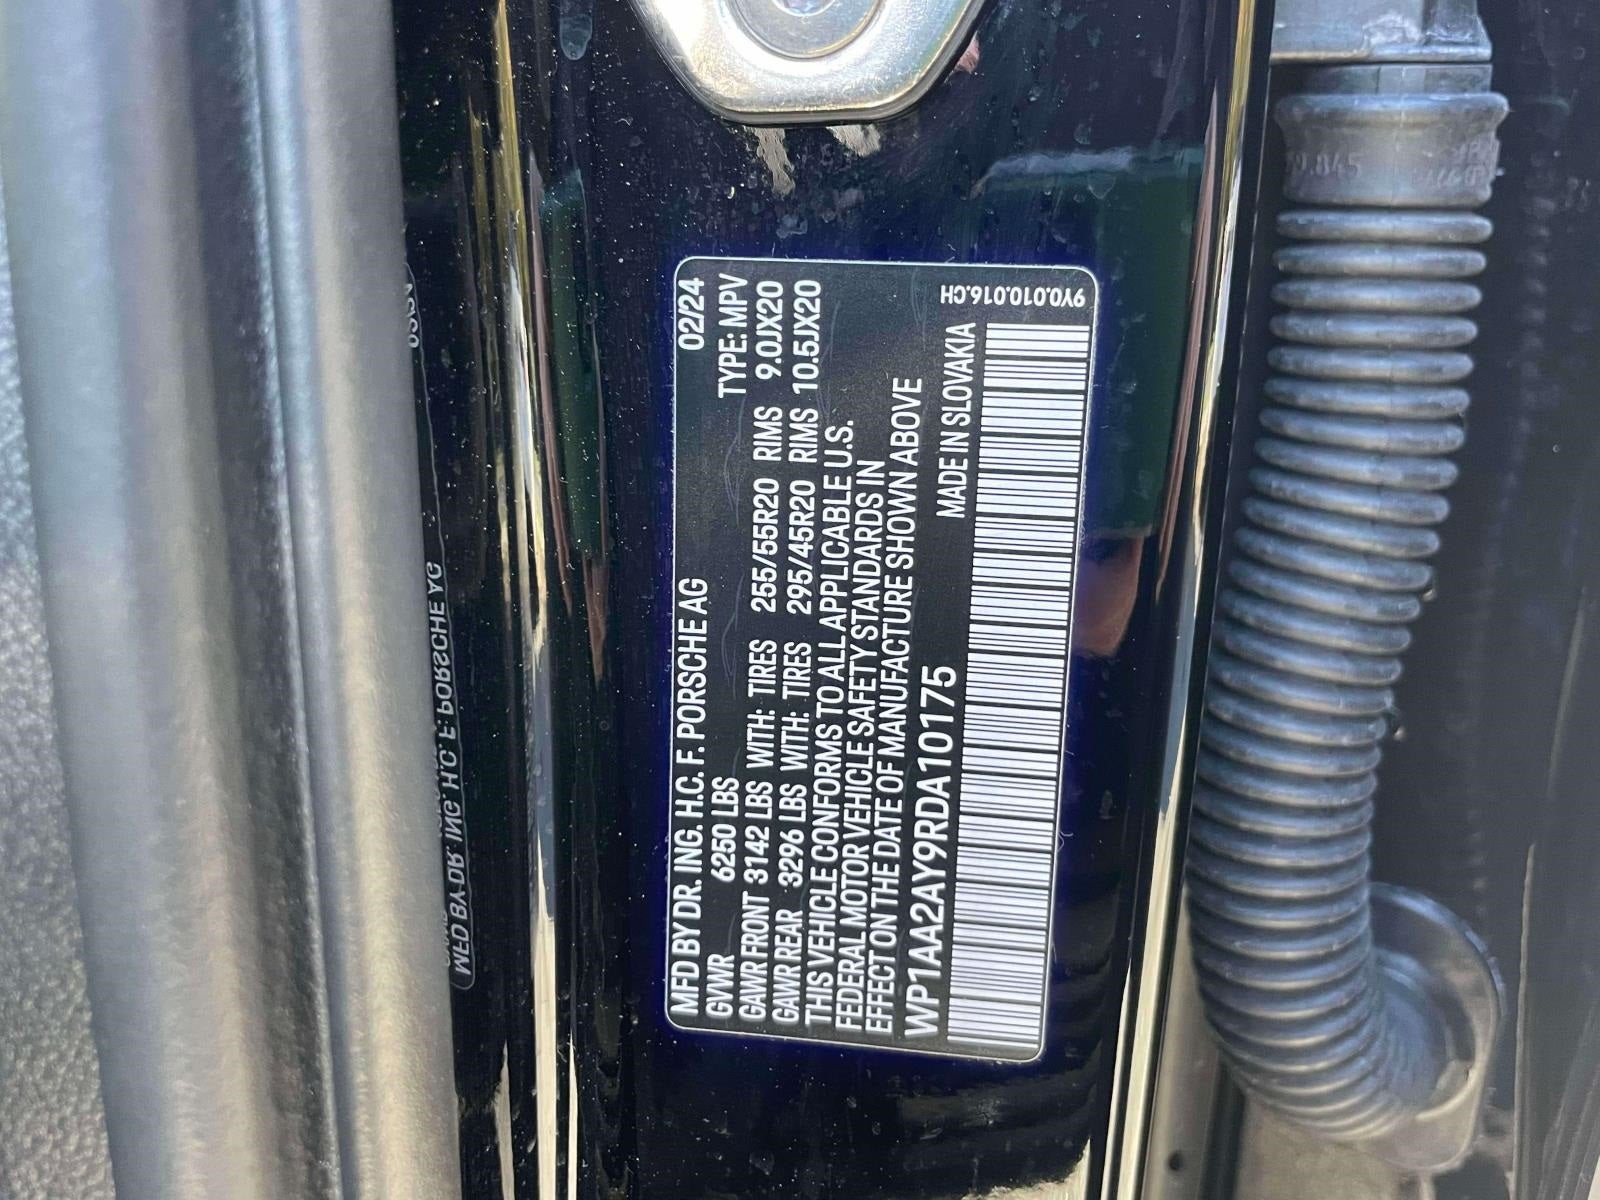 MFD BY DR. ING. H.C. F. PORSCHE AG 02/24
GVWR 6250 LBS TYPE: MPV
GAWR FRONT 3142 LBS WITH: TIRES 255/55R20 RIMS 9.0JX20
GAWR REAR 3296 LBS WITH: TIRES 295/45R20 RIMS 10.5JX20
THIS VEHICLE CONFORMS TO ALL APPLICABLE U.S.
FEDERAL MOTOR VEHICLE SAFETY STANDARDS IN
EFFECT ON THE DATE OF MANUFACTURE SHOWN ABOVE
WP1AA2AY9RDA10175 MADE IN SLOVAKIA
9Y0.010.016.CH
MFD BY DR. ING. H.C. F. PORSCHE AG